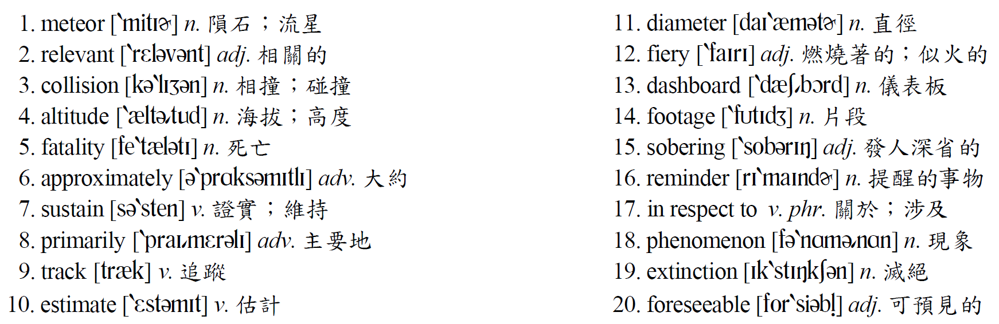 1. meteor [ˋmitɪɚ] n. 隕石；流星
2. relevant [ˋrɛləvənt] adj. 相關的
3. collision [kəˋlɪʒən] n. 相撞；碰撞
4. altitude [ˋæltəˏtud] n. 海拔；高度
5. fatality [feˋtælətɪ] n. 死亡
6. approximately [əˋprɑksəmɪtlɪ] adv. 大約
7. sustain [səˋsten] v. 證實；維持
8. primarily [ˋpraɪˏmɛrəlɪ] adv. 主要地
9. track [træk] v. 追蹤
10. estimate [ˋɛstəmɪt] v. 估計
11. diameter [daɪˋæmətɚ] n. 直徑
12. fiery [ˋfaɪrɪ] adj. 燃燒著的；似火的
13. dashboard [ˋdæʃˏbɔrd] n. 儀表板
14. footage [ˋfʊtɪdʒ] n. 片段
15. sobering [ˋsobərɪŋ] adj. 發人深省的
16. reminder [rɪˋmaɪndɚ] n. 提醒的事物
17. in respect to v. phr. 關於；涉及
18. phenomenon [fəˋnɑməˏnɑn] n. 現象
19. extinction [ɪkˋstɪŋkʃən] n. 滅絕
20. foreseeable [forˋsiəbḷ] adj. 可預見的